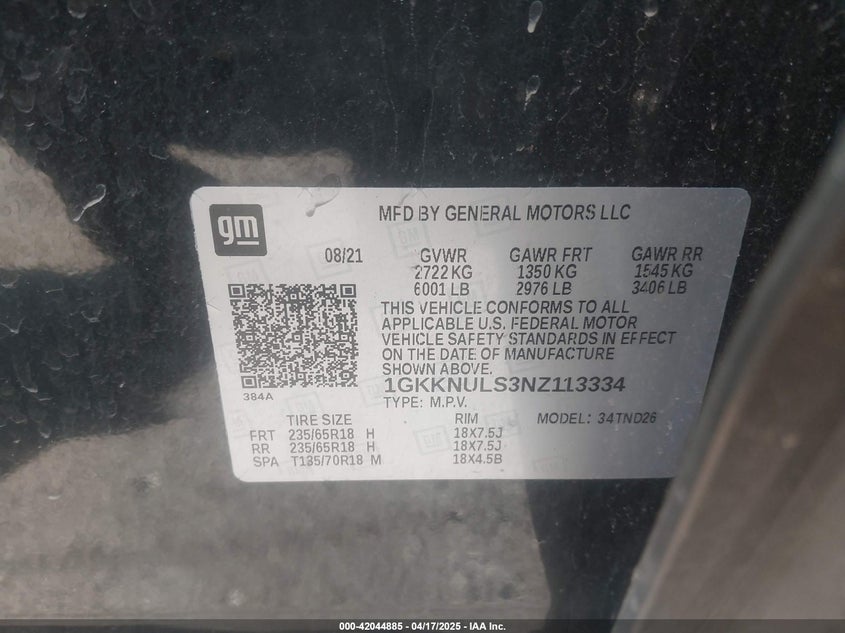 gm
MFD BY GENERAL MOTORS LLC
08/21 GVWR GAWR FRT GAWR RR
2722 KG 1350 KG 1545 KG
6001 LB 2976 LB 3406 LB
THIS VEHICLE CONFORMS TO ALL
APPLICABLE U.S. FEDERAL MOTOR
VEHICLE SAFETY STANDARDS IN EFFECT
ON THE DATE OF MANUFACTURE
SHOWN ABOVE.
1GKKNULS3NZ113334
384A
TYPE: M.P.V.
TIRE SIZE RIM MODEL: 34TND26
FRT 235/65R18 H 18X7.5J
RR 235/65R18 H 18X7.5J
SPA T135/70R18 M 18X4.5B
000-42044885 - 04/17/2025 - IAA Inc.